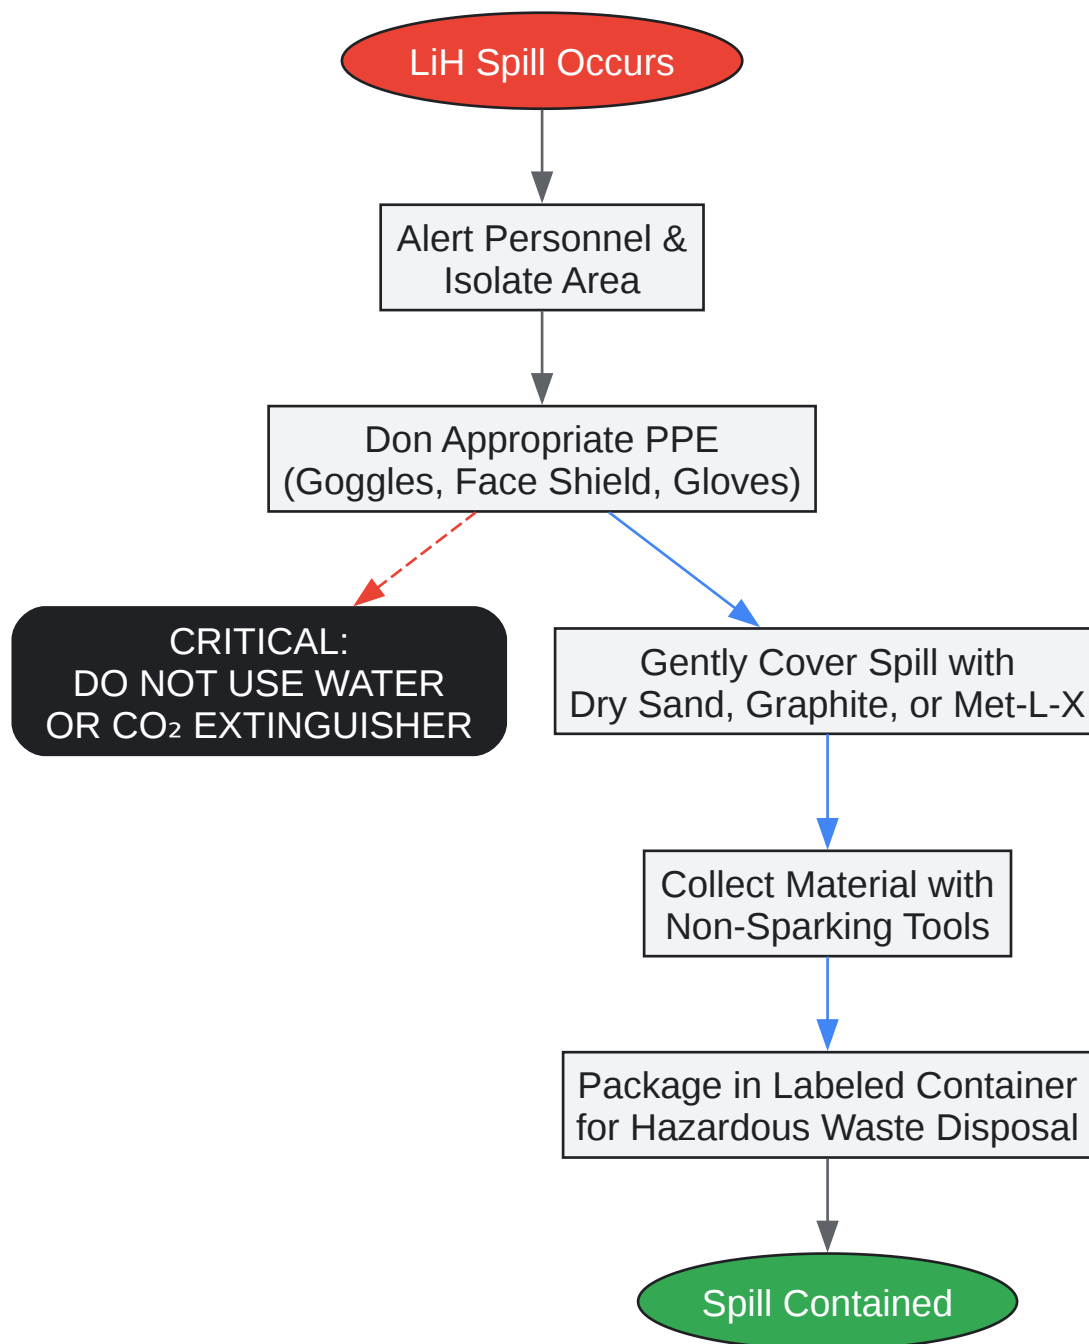 LiH Spill Occurs
Alert Personnel &
Isolate Area
Don Appropriate PPE
(Goggles, Face Shield, Gloves)
CRITICAL:
DO NOT USE WATER
OR CO₂ EXTINGUISHER
Gently Cover Spill with
Dry Sand, Graphite, or Met-L-X
Collect Material with
Non-Sparking Tools
Package in Labeled Container
for Hazardous Waste Disposal
Spill Contained